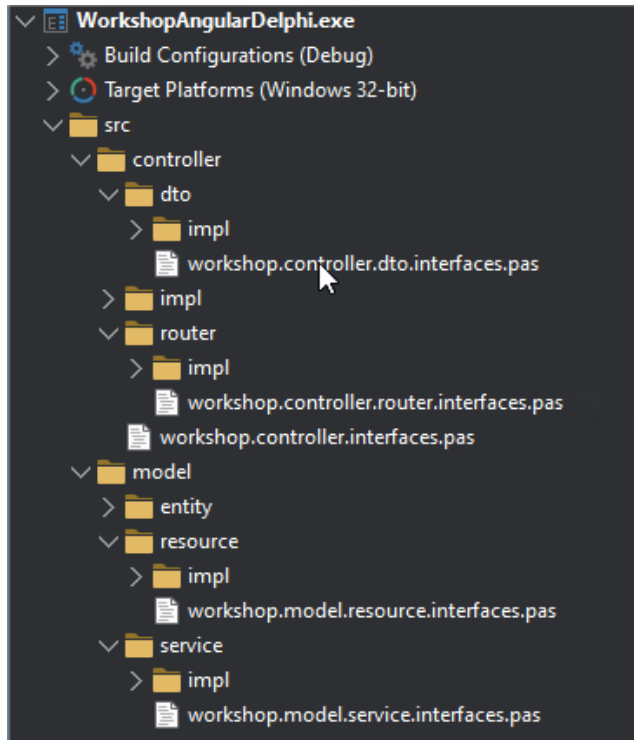 WorkshopAngularDelphi.exe
Build Configurations (Debug)
Target Platforms (Windows 32-bit)
src
controller
dto
impl
workshop.controller.dto.interfaces.pas
impl
router
impl
workshop.controller.router.interfaces.pas
workshop.controller.interfaces.pas
model
entity
resource
impl
workshop.model.resource.interfaces.pas
service
impl
workshop.model.service.interfaces.pas